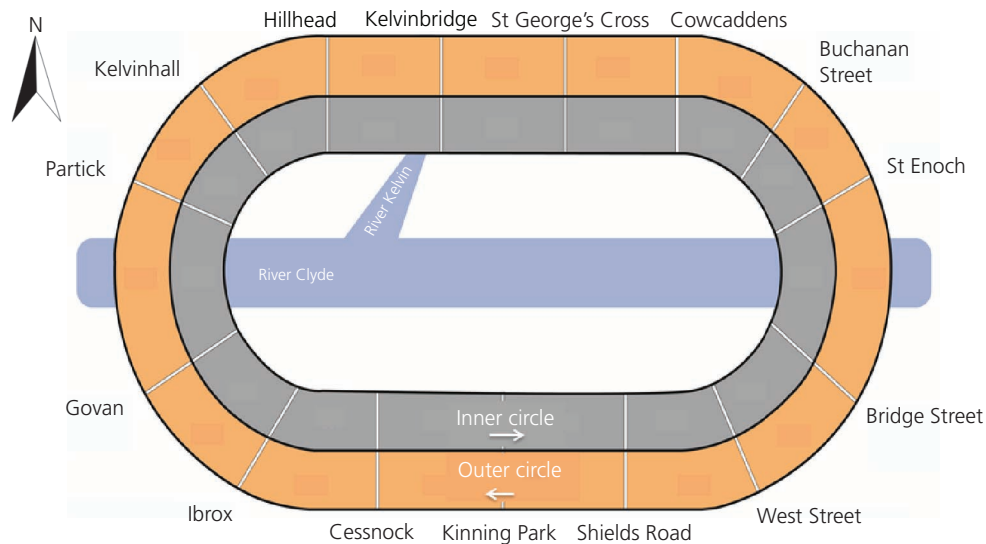 N
Hillhead
Kelvinbridge
St George’s Cross
Cowcaddens
Buchanan
Street
Kelvinhall
Partick
St Enoch
River Kelvin
River Clyde
Govan
Bridge Street
Inner circle
Outer circle
Ibrox
West Street
Cessnock
Kinning Park
Shields Road